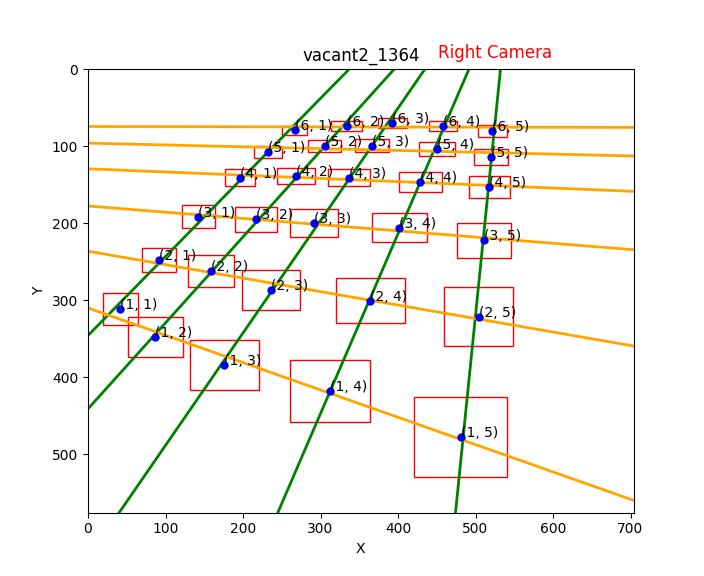 vacant2_1364 Right Camera
0
100
200
300
400
500
Y
(6, 1) (6, 2) (6, 3) (6, 4) (6, 5)
(5, 1) (5, 2) (5, 3) (5, 4) (5, 5)
(4, 1) (4, 2) (4, 3) (4, 4) (4, 5)
(3, 1) (3, 2) (3, 3) (3, 4) (3, 5)
(2, 1) (2, 2) (2, 3) (2, 4) (2, 5)
(1, 1) (1, 2) (1, 3) (1, 4) (1, 5)
0 100 200 300 400 500 600 700
X